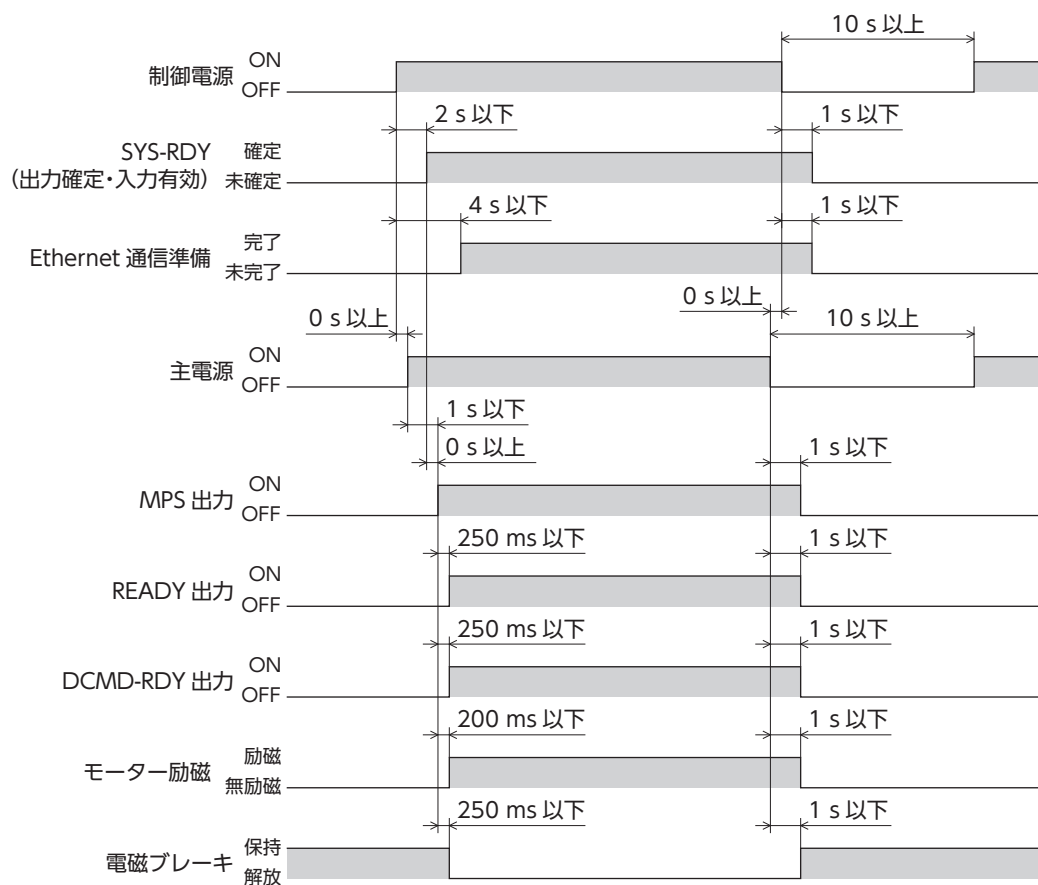 10 s 以上
制御電源 ON
OFF
2 s 以下 1 s 以下
SYS-RDY 確定
(出力確定・入力有効) 未確定
4 s 以下 1 s 以下
Ethernet 通信準備 完了
未完了
0 s 以上 0 s 以上 10 s 以上
主電源 ON
OFF
1 s 以下
0 s 以上 1 s 以下
MPS 出力 ON
OFF
250 ms 以下 1 s 以下
READY 出力 ON
OFF
250 ms 以下 1 s 以下
DCMD-RDY 出力 ON
OFF
200 ms 以下 1 s 以下
モーター励磁 励磁
無励磁
250 ms 以下 1 s 以下
電磁ブレーキ 保持
解放